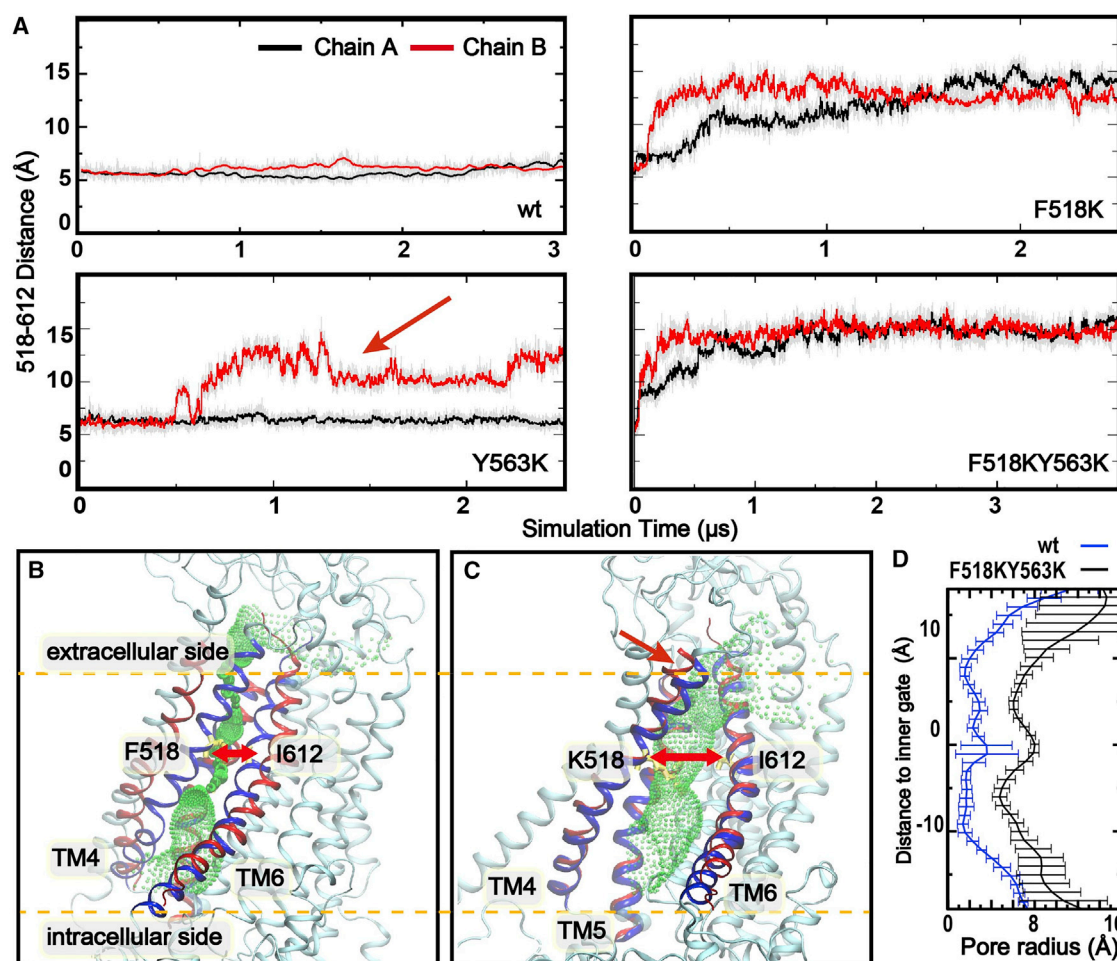 A
Chain A
Chain B
518-612 Distance (Å)
15
10
5
0
wt
0
1
2
3
F518K
0
1
2
15
10
5
0
Y563K
0
1
2
F518KY563K
0
1
2
3
Simulation Time (μs)
B
extracellular side
F518
I612
TM4
TM6
intracellular side
C
K518
I612
TM4
TM6
TM5
D
wt
F518KY563K
Distance to inner gate (Å)
10
0
-10
0
4
8
Pore radius (Å)